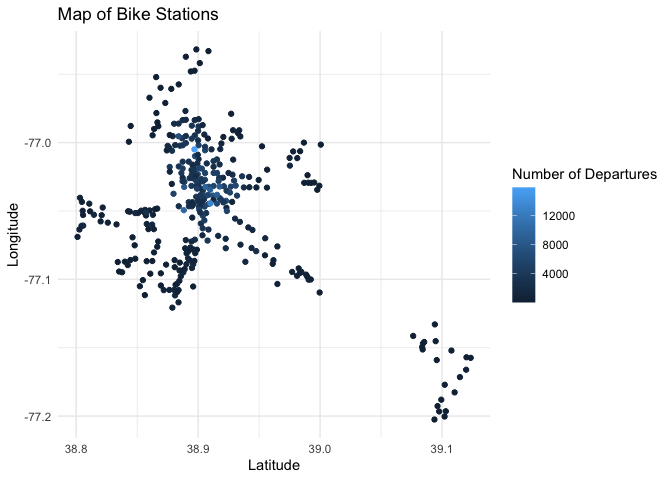 Map of Bike Stations
-77.0
-77.1
-77.2
Longitude
38.8
38.9
39.0
39.1
Latitude
Number of Departures
12000
8000
4000